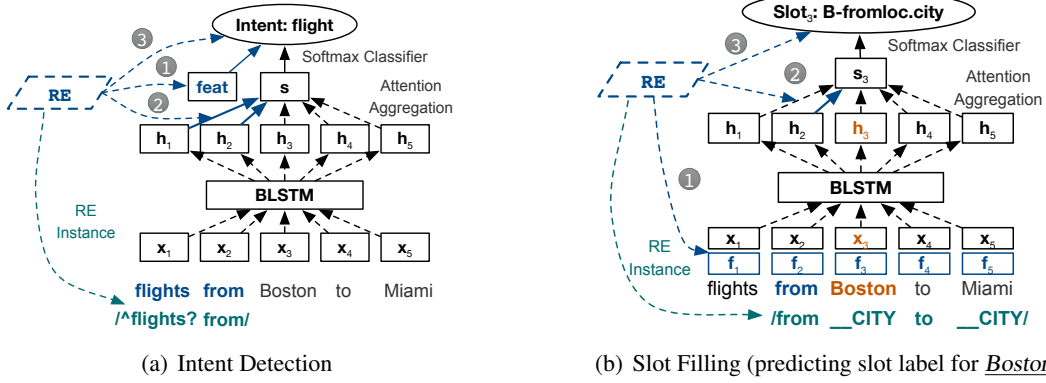 Intent: flight
3
Softmax Classifier
1
RE
feat
s
Attention
Aggregation
2
h1 h2 h3 h4 h5
BLSTM
RE
Instance
x1 x2 x3 x4 x5
flights from Boston to Miami
/^flights? from/
(a) Intent Detection
Slot3: B-fromloc.city
3
Softmax Classifier
RE
2
s3
Attention
Aggregation
h1 h2 h3 h4 h5
1
BLSTM
RE
Instance
x1 x2 x3 x4 x5
f1 f2 f3 f4 f5
flights from Boston to Miami
/from __CITY to __CITY/
(b) Slot Filling (predicting slot label for Boston